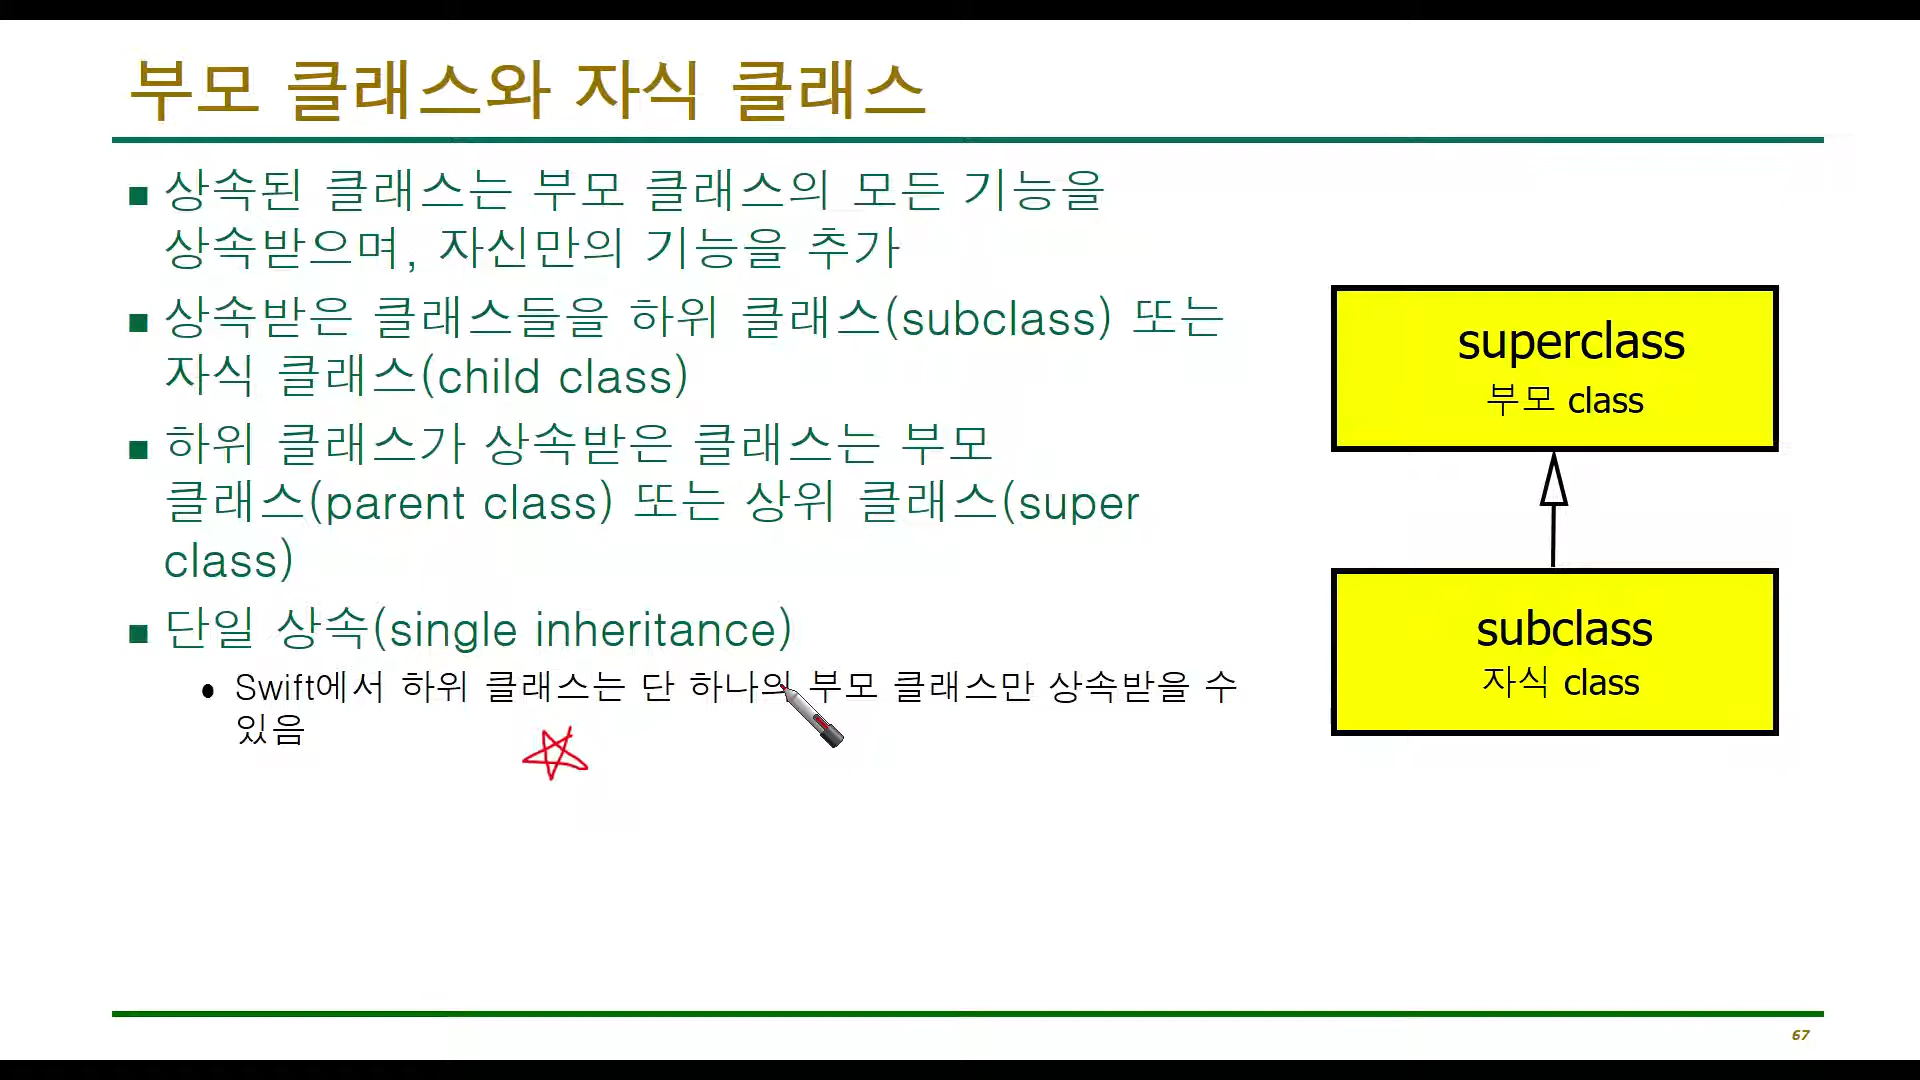 부모 클래스와 자식 클래스
상속된 클래스는 부모 클래스의 모든 기능을
상속받으며, 자신만의 기능을 추가
상속받은 클래스들을 하위 클래스(subclass) 또는
자식 클래스(child class)
하위 클래스가 상속받은 클래스는 부모
클래스(parent class) 또는 상위 클래스(super
class)
단일 상속(single inheritance)
Swift에서 하위 클래스는 단 하나의 부모 클래스만 상속받을 수
있음
superclass
부모 class
subclass
자식 class
67